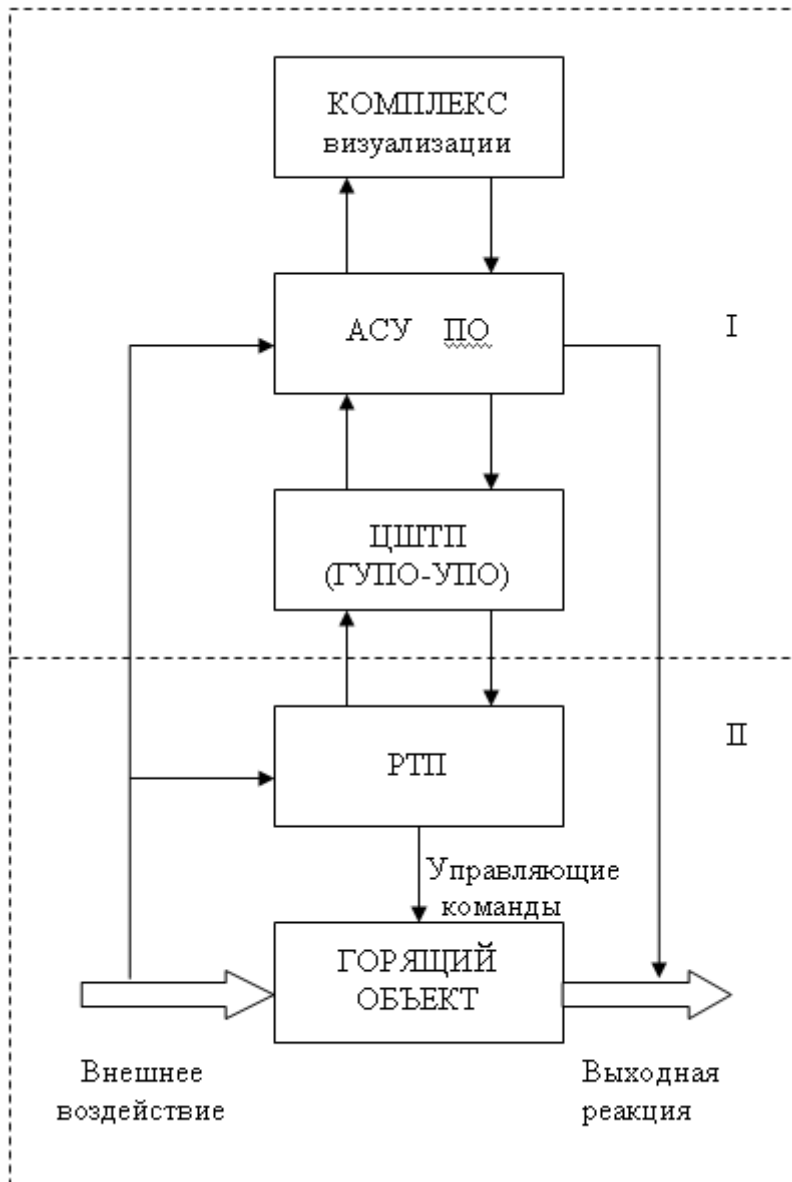 КОМПЛЕКС
визуализации
АСУ ПО
I
ЦШТП
(ГУПО-УПО)
II
РТП
Управляющие
команды
ГОРЯЩИЙ
ОБЪЕКТ
Внешнее
воздействие
Выходная
реакция